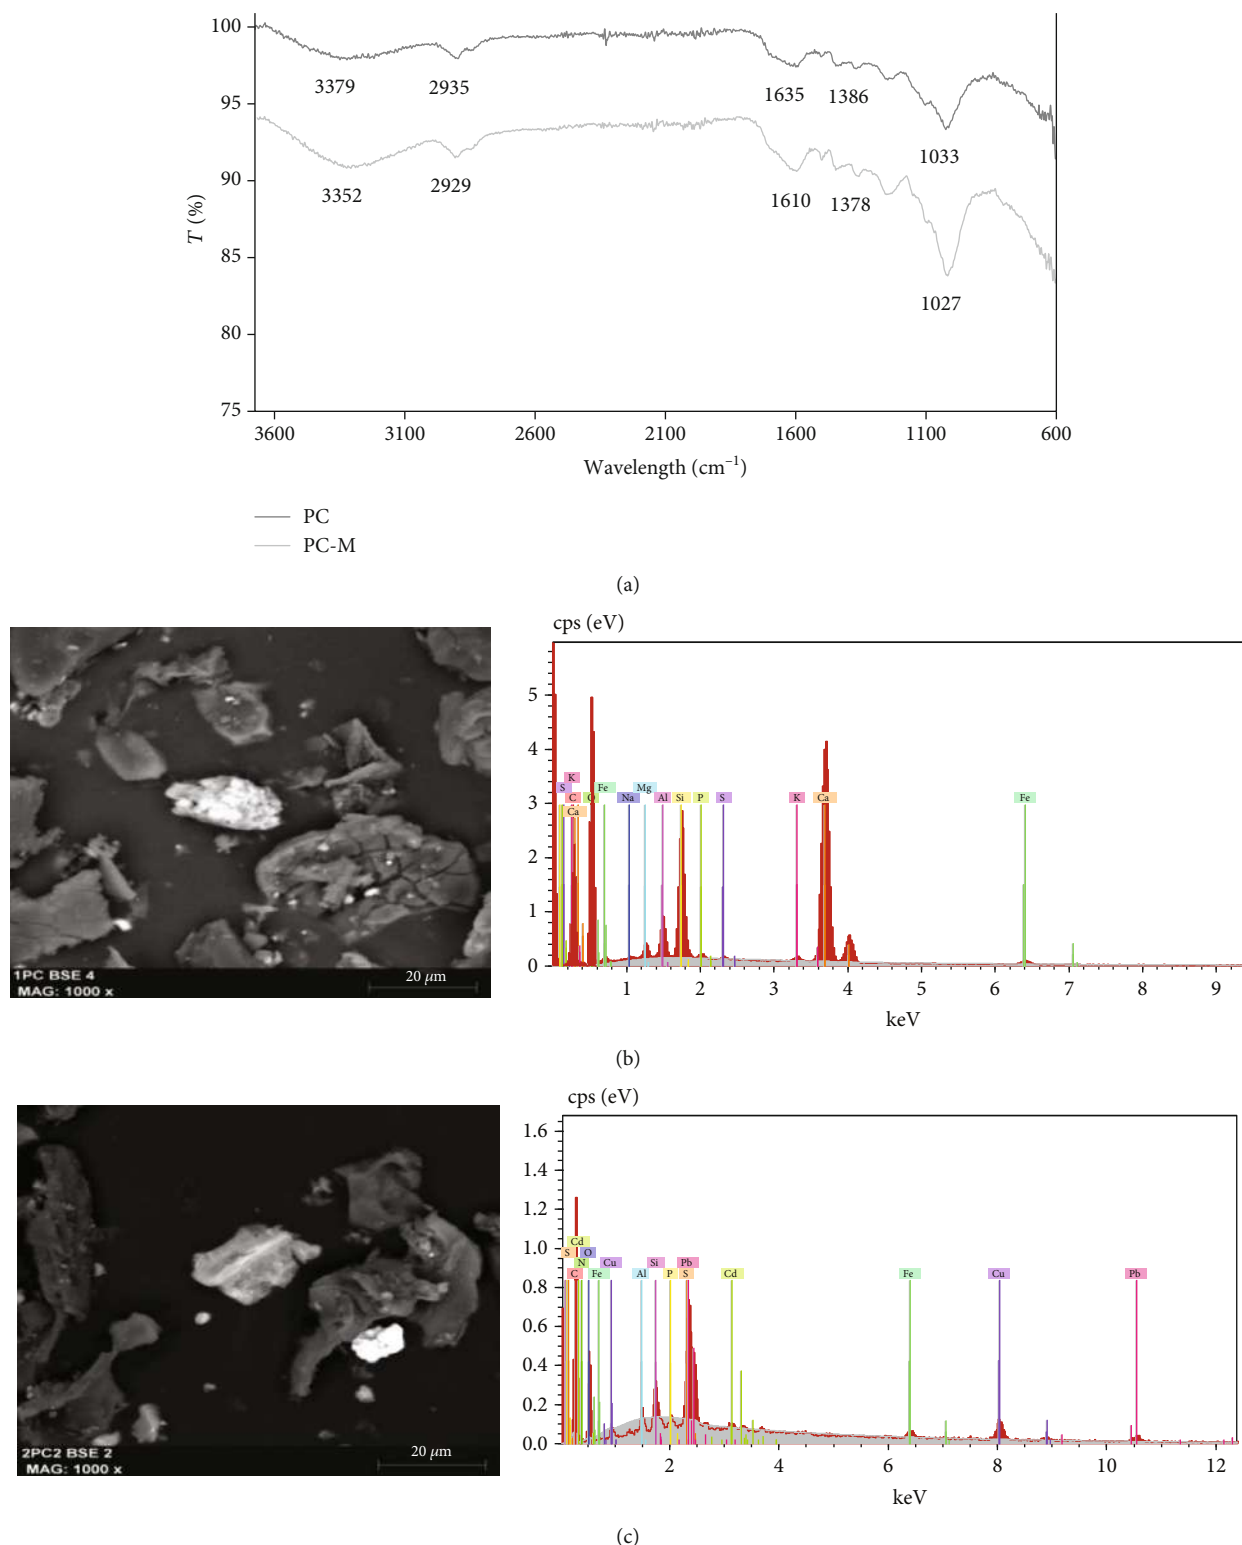 100
95
90
85
80
75
T (%)
3379
2935
1635
1386
1033
3352
2929
1610
1378
1027
3600
3100
2600
2100
1600
1100
600
Wavelength (cm⁻¹)
PC
PC-M
(a)
1PC BSE 4
MAG: 1000 x
20 μm
cps (eV)
5
4
3
2
1
0
K
S
C
Ca
O
Fe
Na
Mg
Al
Si
P
S
K
Ca
Fe
1
2
3
4
5
6
7
8
9
keV
(b)
2PC2 BSE 2
MAG: 1000 x
20 μm
cps (eV)
1.6
1.4
1.2
1.0
0.8
0.6
0.4
0.2
0.0
Cd
S
O
N
C
Fe
Cu
Al
Si
P
Pb
S
Cd
Fe
Cu
Pb
2
4
6
8
10
12
keV
(c)